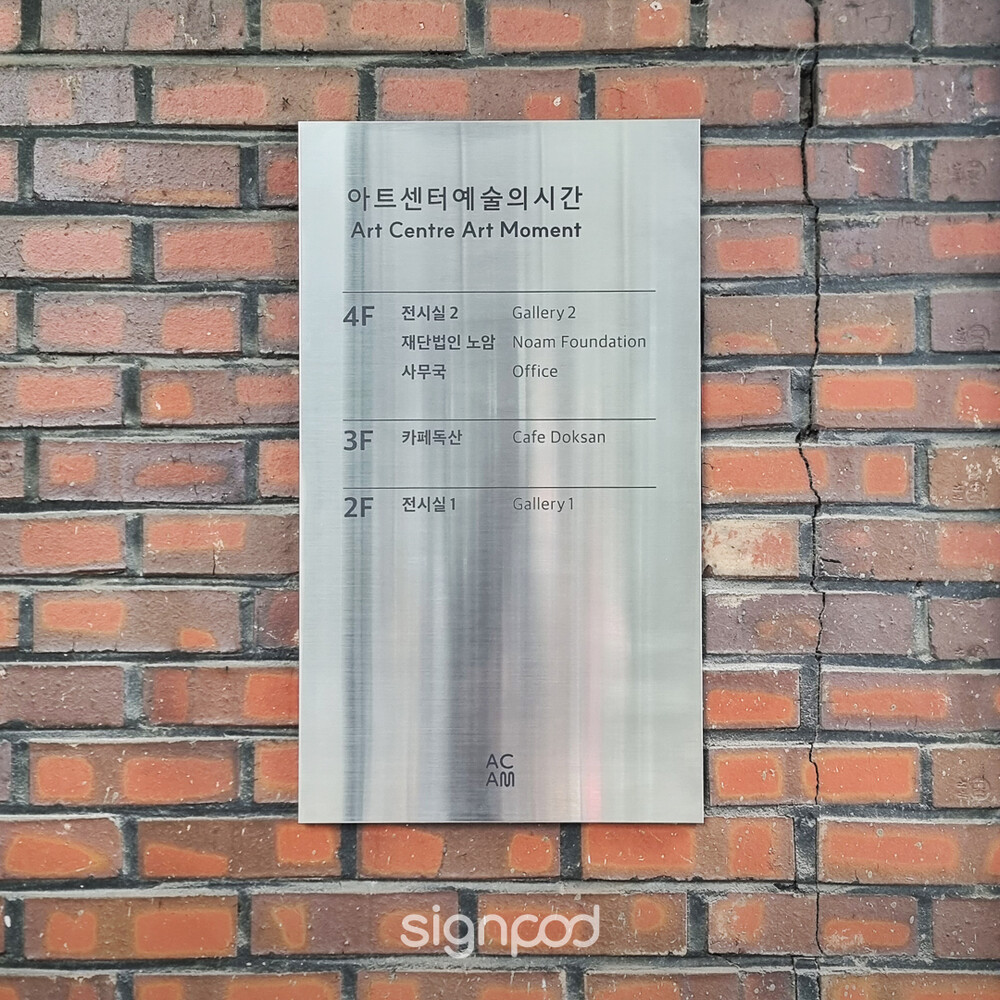 아트센터예술의시간
Art Centre Art Moment
4F 전시실 2 Gallery 2
재단법인 노암 Noam Foundation
사무국 Office
3F 카페독산 Cafe Doksan
2F 전시실 1 Gallery 1
AC
AM
signpod